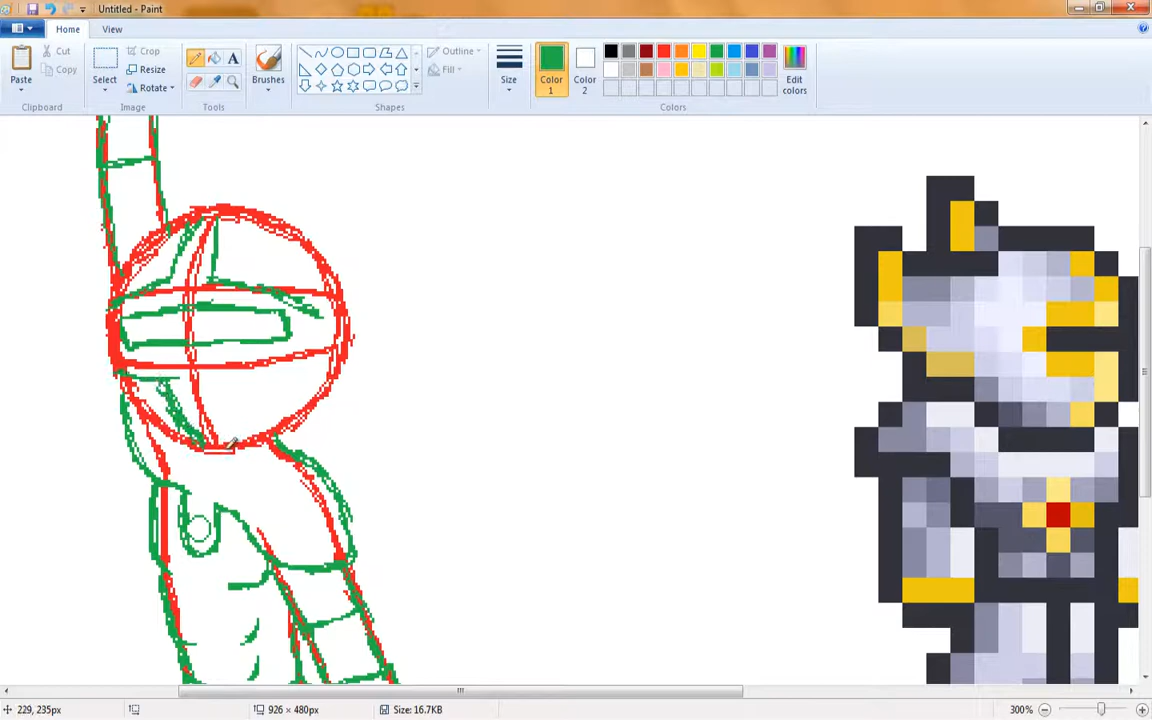 Untitled - Paint
Home View
Paste
Cut
Copy
Clipboard
Select
Crop
Resize
Rotate
Image
A
Tools
Brushes
Shapes
Outline
Fill
Size
Color 1
Color 2
Colors
Edit colors
229, 235px
926 × 480px
Size: 16.7KB
300%